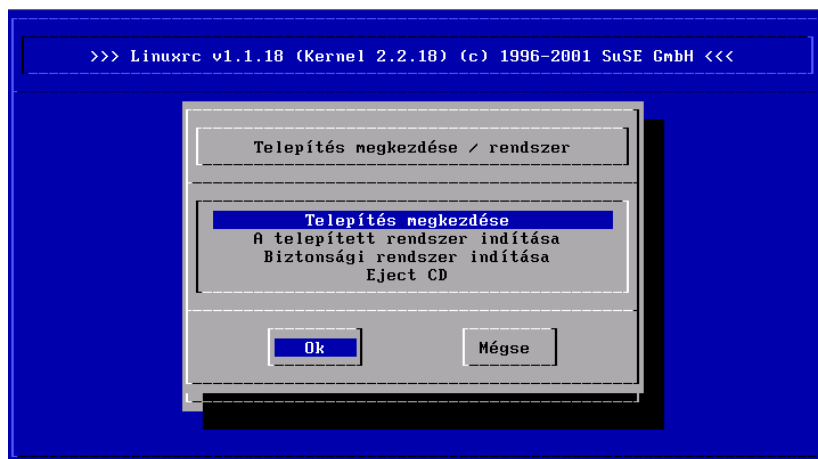 >>> Linuxrc v1.1.18 (Kernel 2.2.18) (c) 1996-2001 SuSE GmbH <<<
Telepítés megkezdése / rendszer
Telepítés megkezdése
A telepített rendszer indítása
Biztonsági rendszer indítása
Eject CD
Ok Mégse